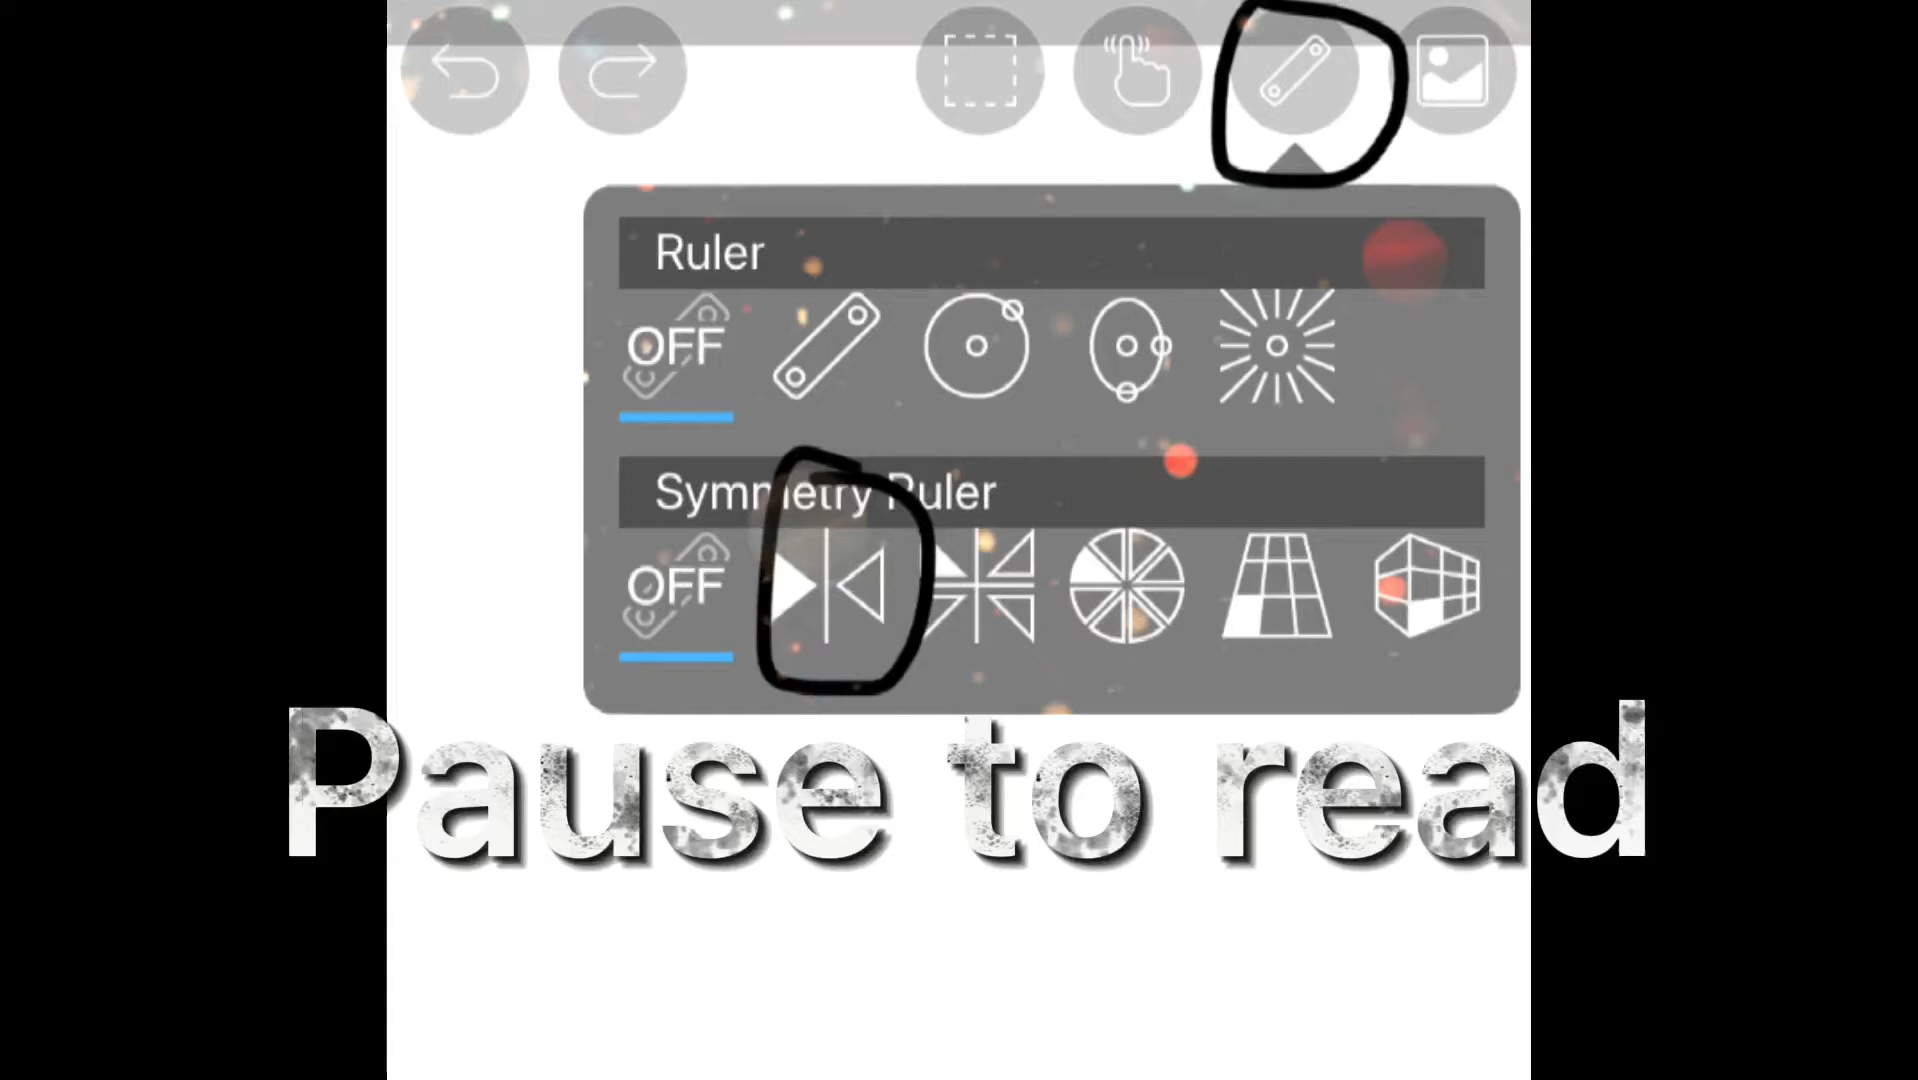 Ruler
OFF
Symmetry Ruler
OFF
Pause to read